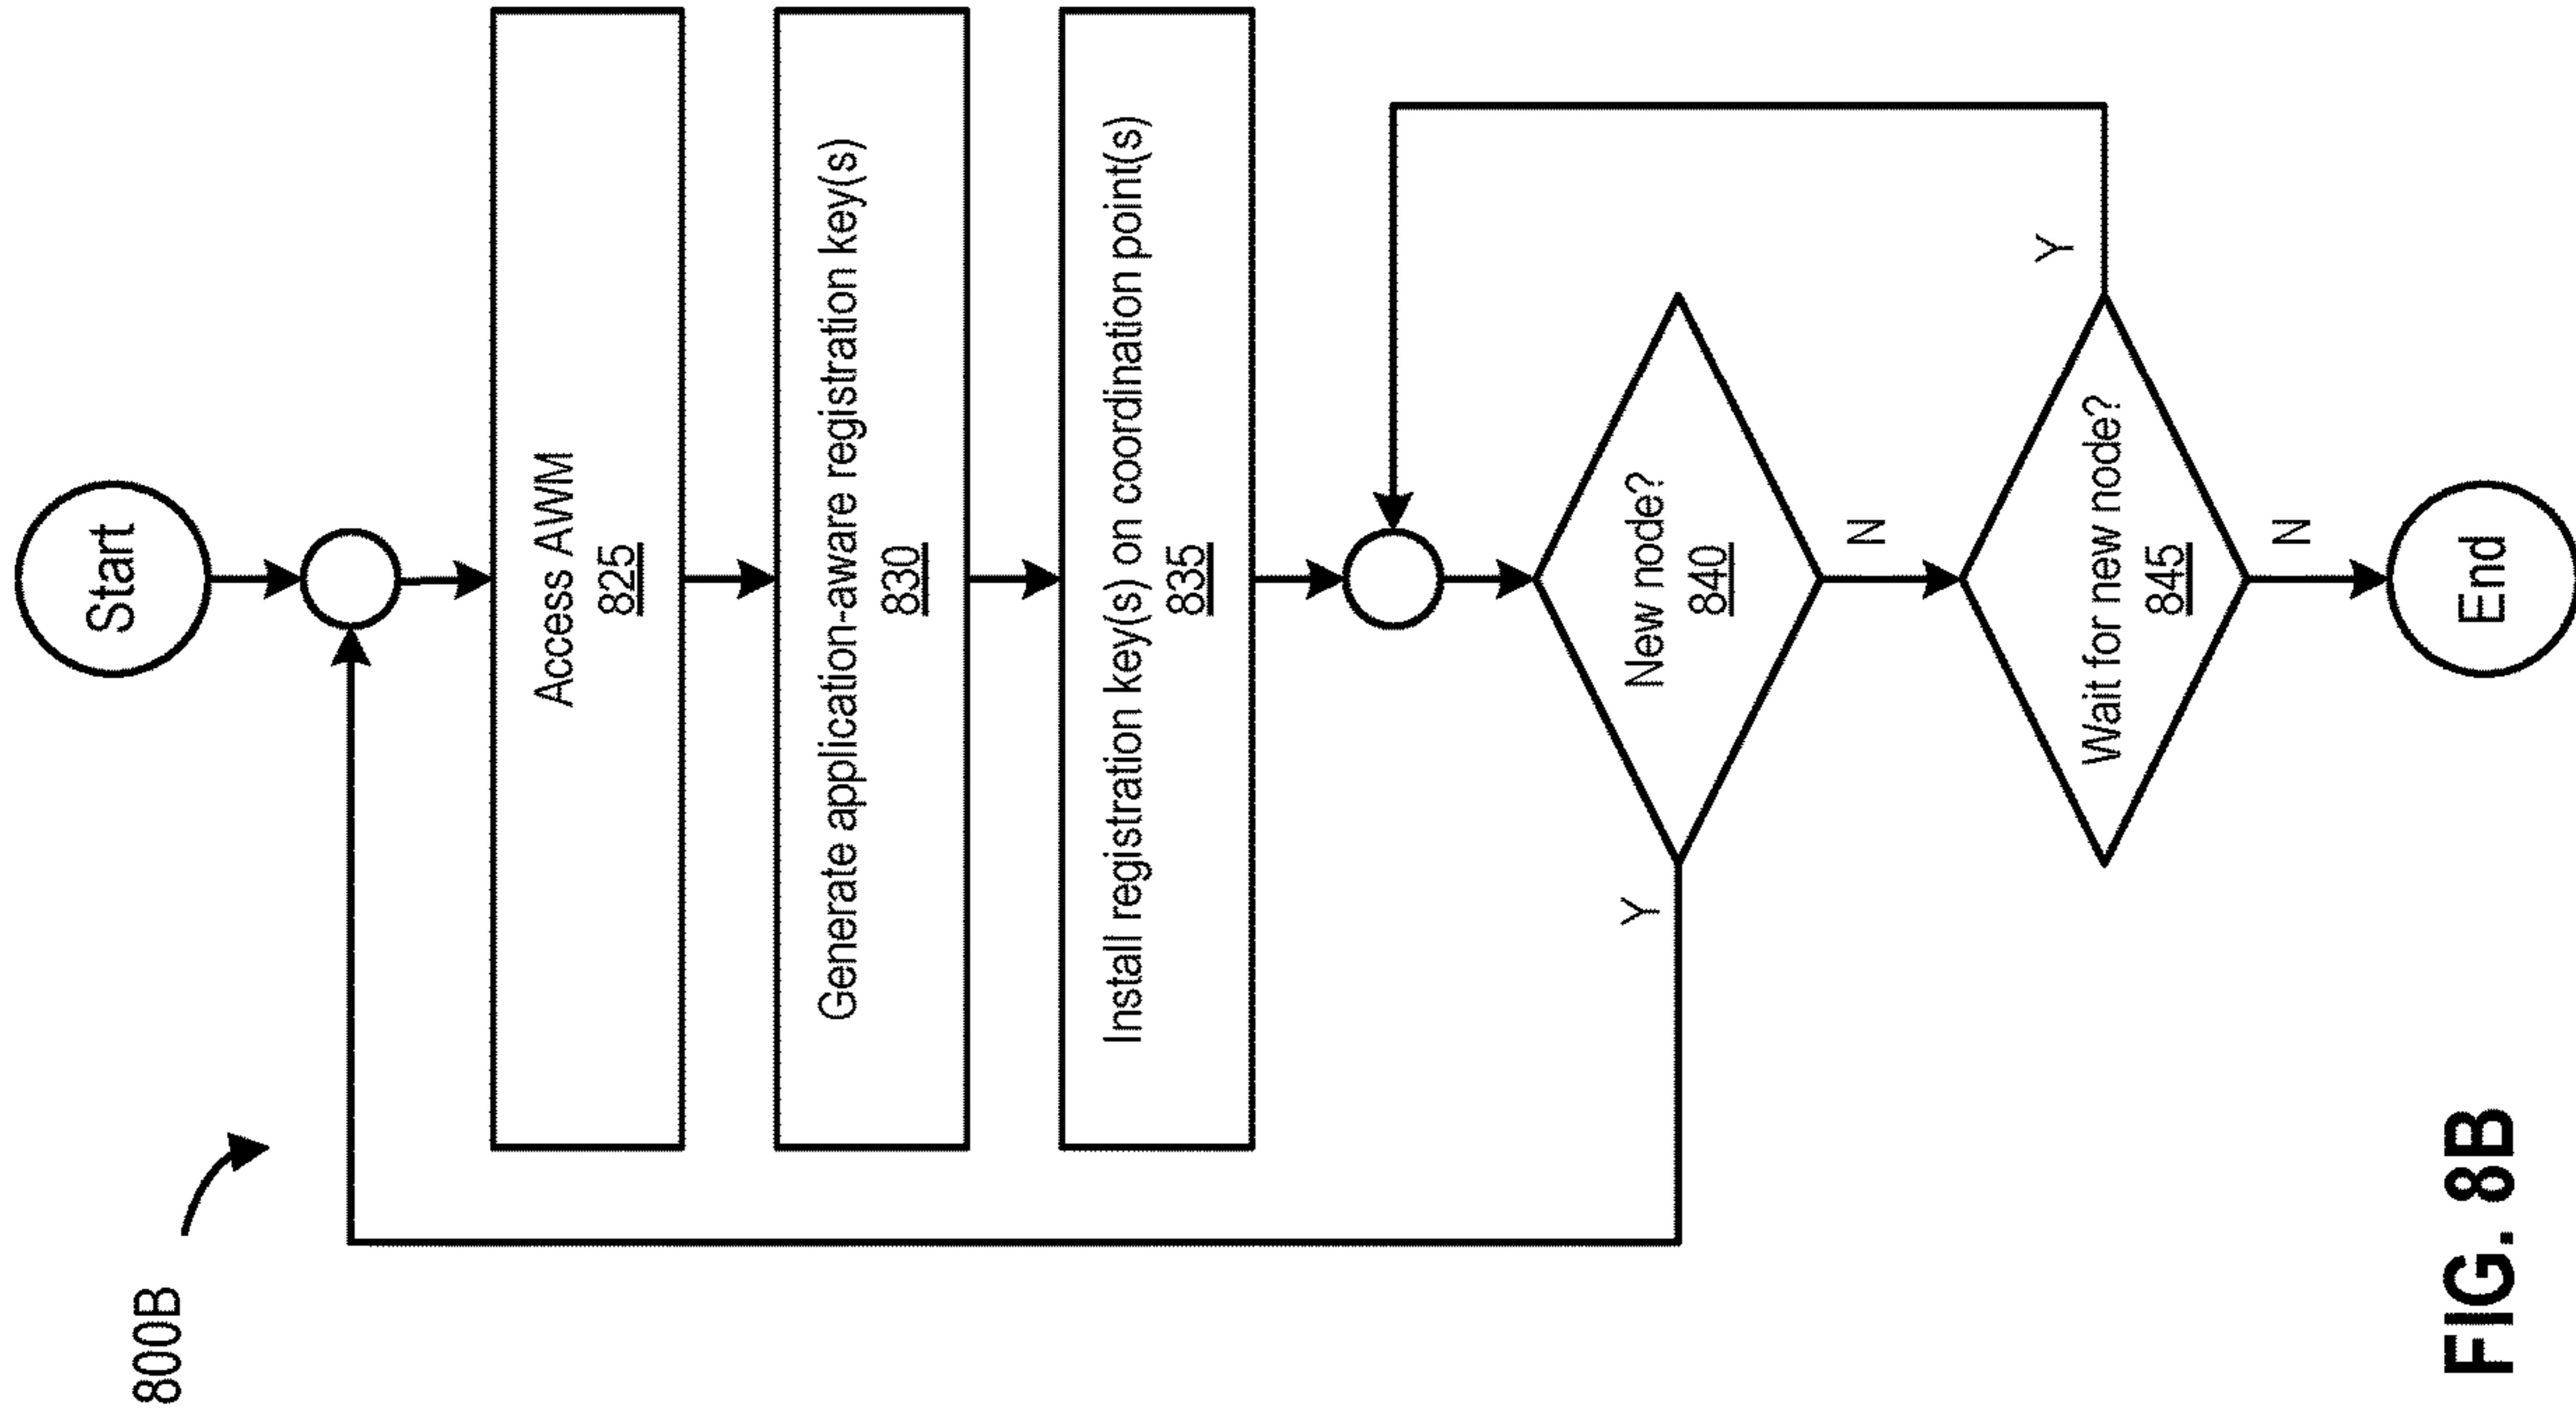 800B
Start
Access AWM
825
Generate application-aware registration key(s)
830
Install registration key(s) on coordination point(s)
835
New node?
840
Y
N
Wait for new node?
845
Y
N
End
FIG. 8B